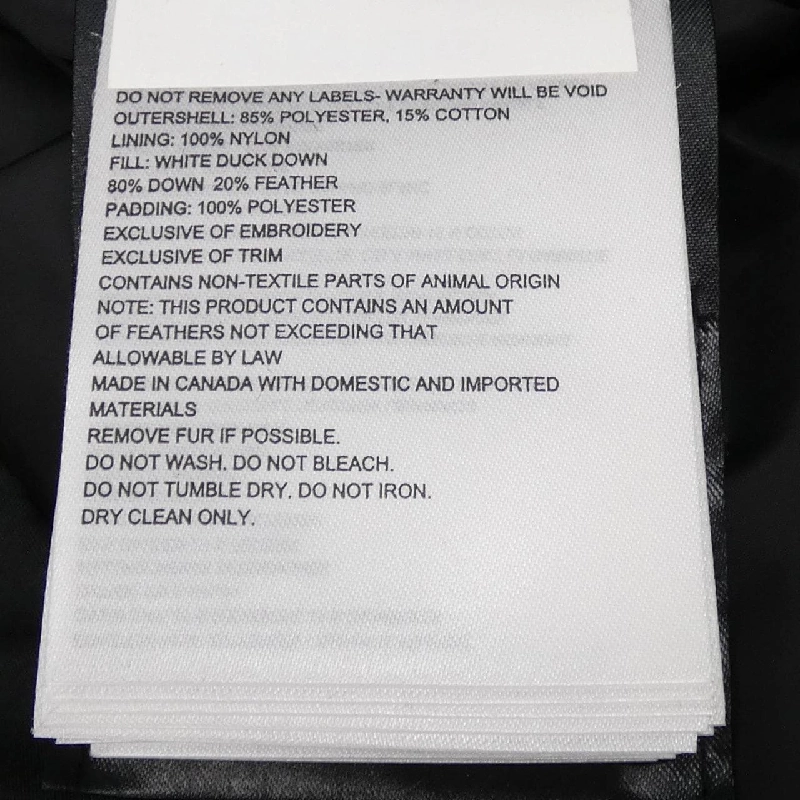 DO NOT REMOVE ANY LABELS- WARRANTY WILL BE VOID
OUTERSHELL: 85% POLYESTER, 15% COTTON
LINING: 100% NYLON
FILL: WHITE DUCK DOWN
80% DOWN 20% FEATHER
PADDING: 100% POLYESTER
EXCLUSIVE OF EMBROIDERY
EXCLUSIVE OF TRIM
CONTAINS NON-TEXTILE PARTS OF ANIMAL ORIGIN
NOTE: THIS PRODUCT CONTAINS AN AMOUNT
OF FEATHERS NOT EXCEEDING THAT
ALLOWABLE BY LAW
MADE IN CANADA WITH DOMESTIC AND IMPORTED
MATERIALS
REMOVE FUR IF POSSIBLE.
DO NOT WASH. DO NOT BLEACH.
DO NOT TUMBLE DRY. DO NOT IRON.
DRY CLEAN ONLY.